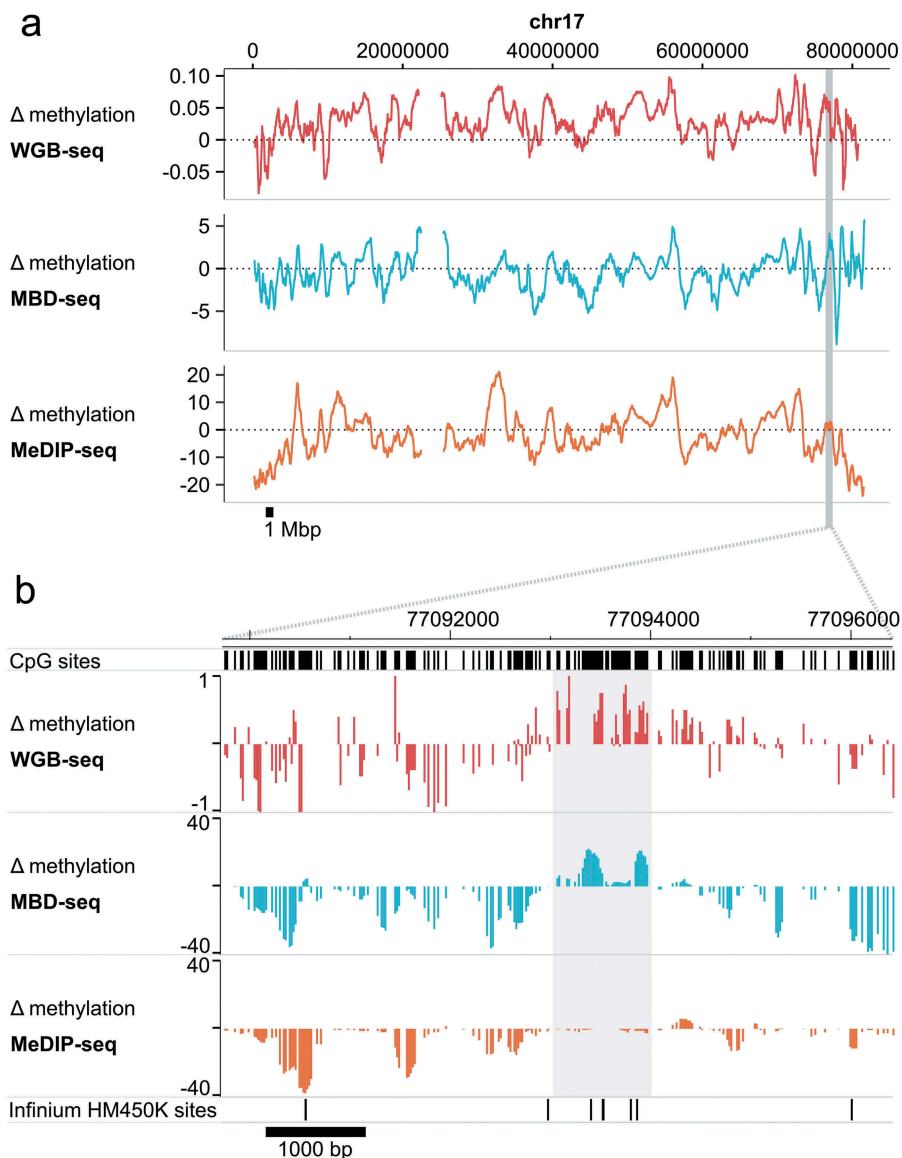 a
chr17
0 20000000 40000000 60000000 80000000
Δ methylation
WGB-seq
0.10
0.05
0
-0.05
Δ methylation
MBD-seq
5
0
-5
Δ methylation
MeDIP-seq
20
10
0
-10
-20
1 Mbp
b
77092000 77094000 77096000
CpG sites
Δ methylation
WGB-seq
1
-1
Δ methylation
MBD-seq
40
-40
Δ methylation
MeDIP-seq
40
-40
Infinium HM450K sites
1000 bp